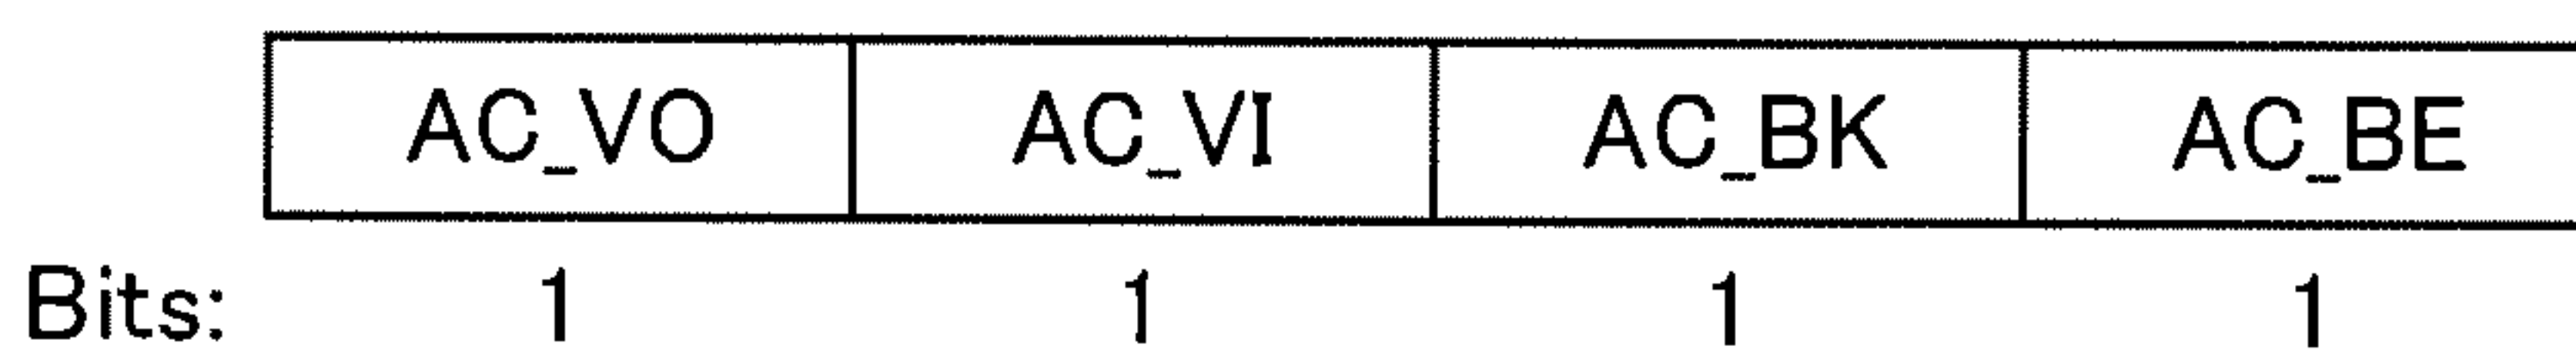 AC_VO AC_VI AC_BK AC_BE
Bits: 1 1 1 1